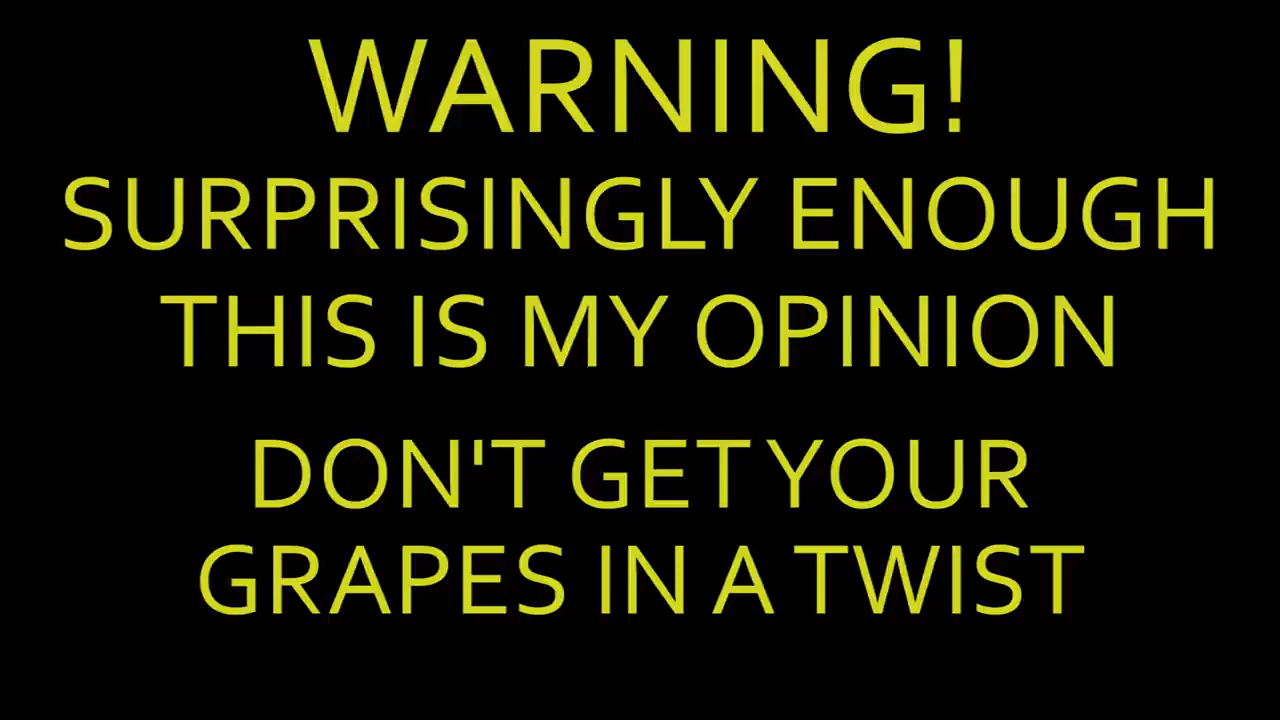 WARNING!
SURPRISINGLY ENOUGH
THIS IS MY OPINION
DON'T GET YOUR
GRAPES IN A TWIST